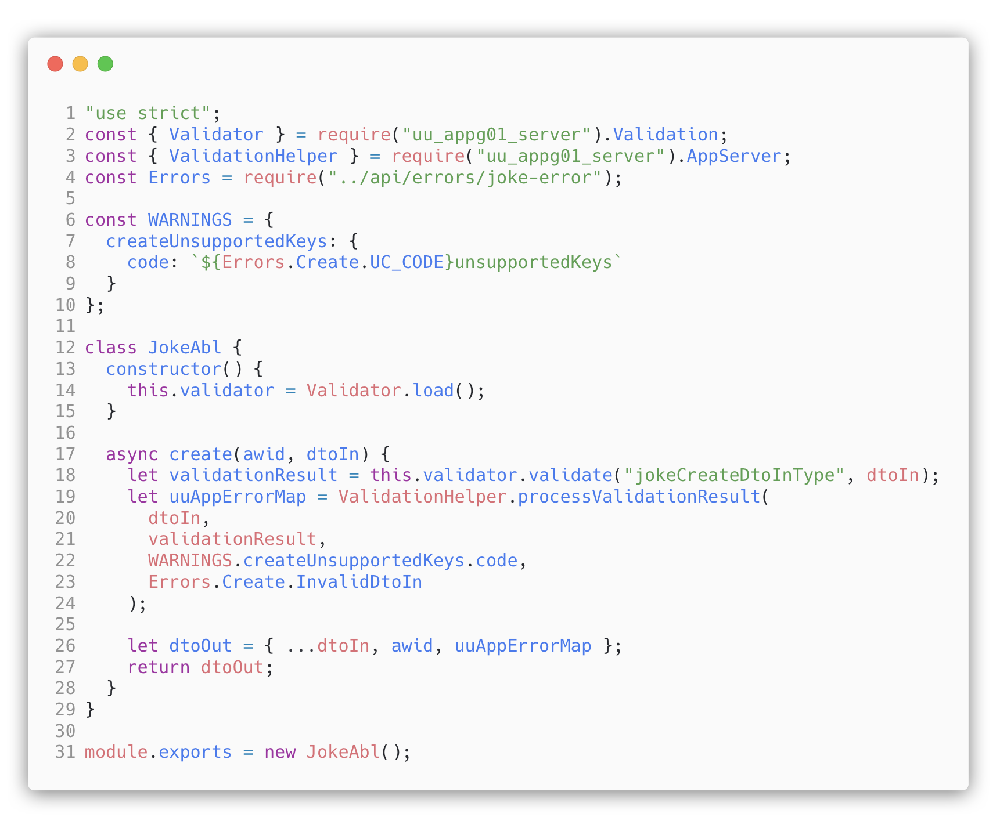 1 "use strict";
2 const { Validator } = require("uu_appg01_server").Validation;
3 const { ValidationHelper } = require("uu_appg01_server").AppServer;
4 const Errors = require("../api/errors/joke-error");
5
6 const WARNINGS = {
7   createUnsupportedKeys: {
8     code: `${Errors.Create.UC_CODE}unsupportedKeys`
9   }
10 };
11
12 class JokeAbl {
13   constructor() {
14     this.validator = Validator.load();
15   }
16
17   async create(awid, dtoIn) {
18     let validationResult = this.validator.validate("jokeCreateDtoInType", dtoIn);
19     let uuAppErrorMap = ValidationHelper.processValidationResult(
20       dtoIn,
21       validationResult,
22       WARNINGS.createUnsupportedKeys.code,
23       Errors.Create.InvalidDtoIn
24     );
25
26     let dtoOut = { ...dtoIn, awid, uuAppErrorMap };
27     return dtoOut;
28   }
29 }
30
31 module.exports = new JokeAbl();